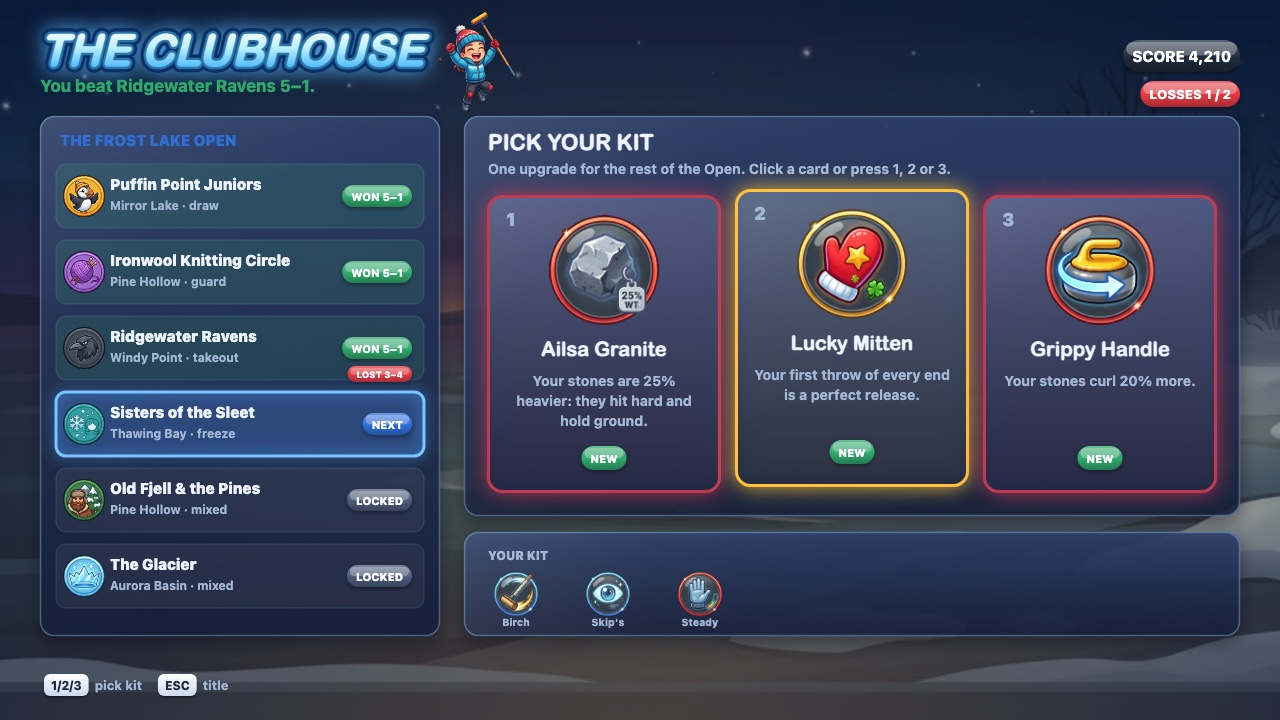 THE CLUBHOUSE
You beat Ridgewater Ravens 5–1.
SCORE 4,210
LOSSES 1 / 2
THE FROST LAKE OPEN
Puffin Point Juniors
Mirror Lake · draw
WON 5–1
Ironwool Knitting Circle
Pine Hollow · guard
WON 5–1
Ridgewater Ravens
Windy Point · takeout
WON 5–1
LOST 3–4
Sisters of the Sleet
Thawing Bay · freeze
NEXT
Old Fjell & the Pines
Pine Hollow · mixed
LOCKED
The Glacier
Aurora Basin · mixed
LOCKED
PICK YOUR KIT
One upgrade for the rest of the Open. Click a card or press 1, 2 or 3.
1
25%
WT
Ailsa Granite
Your stones are 25%
heavier: they hit hard and
hold ground.
NEW
2
Lucky Mitten
Your first throw of every end
is a perfect release.
NEW
3
Grippy Handle
Your stones curl 20% more.
NEW
YOUR KIT
Birch
Skip's
Steady
1/2/3 pick kit ESC title